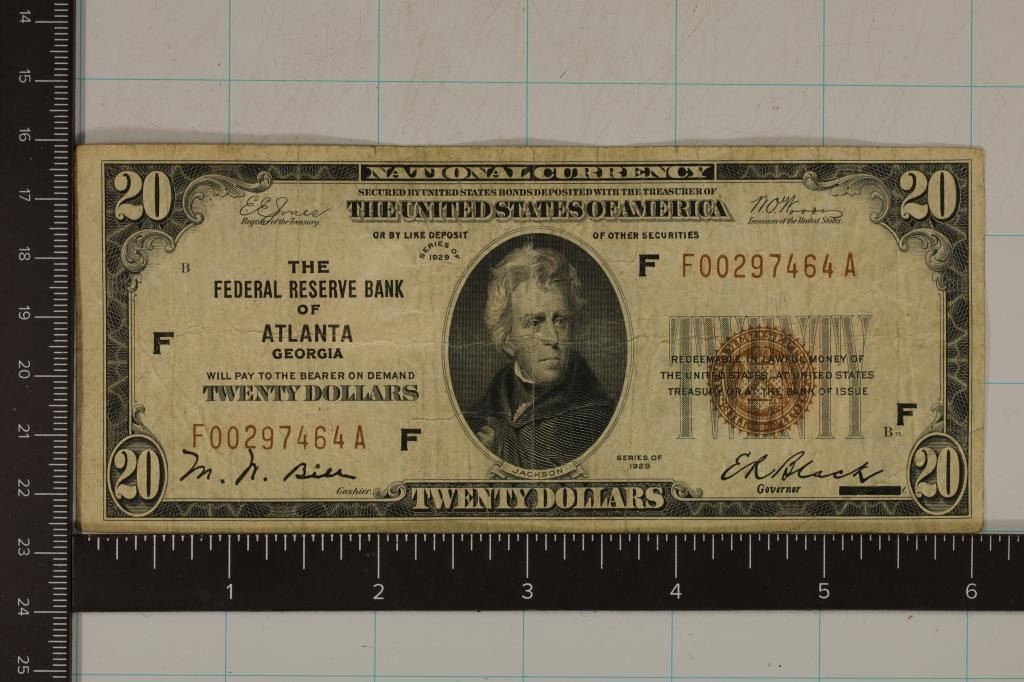 14
15
16
17
18
19
20
21
22
23
24
25
20 NATIONAL CURRENCY 20
SECURED BY UNITED STATES BONDS DEPOSITED WITH THE TREASURER OF
E E Jones
Register of the Treasury.
THE UNITED STATES OF AMERICA
W.O. Woods
Treasurer of the United States.
OR BY LIKE DEPOSIT OF OTHER SECURITIES
SERIES OF
1929
B
THE
FEDERAL RESERVE BANK
OF
ATLANTA
GEORGIA
WILL PAY TO THE BEARER ON DEMAND
TWENTY DOLLARS
F
F00297464A
F
F F00297464A
TWENTY
REDEEMABLE IN LAWFUL MONEY OF
THE UNITED STATES AT UNITED STATES
TREASURY OR AT THE BANK OF ISSUE
F
B75
SERIES OF
1929
JACKSON
M. W. Bell
Cashier.
E R Black
Governor
20 TWENTY DOLLARS 20
1 2 3 4 5 6